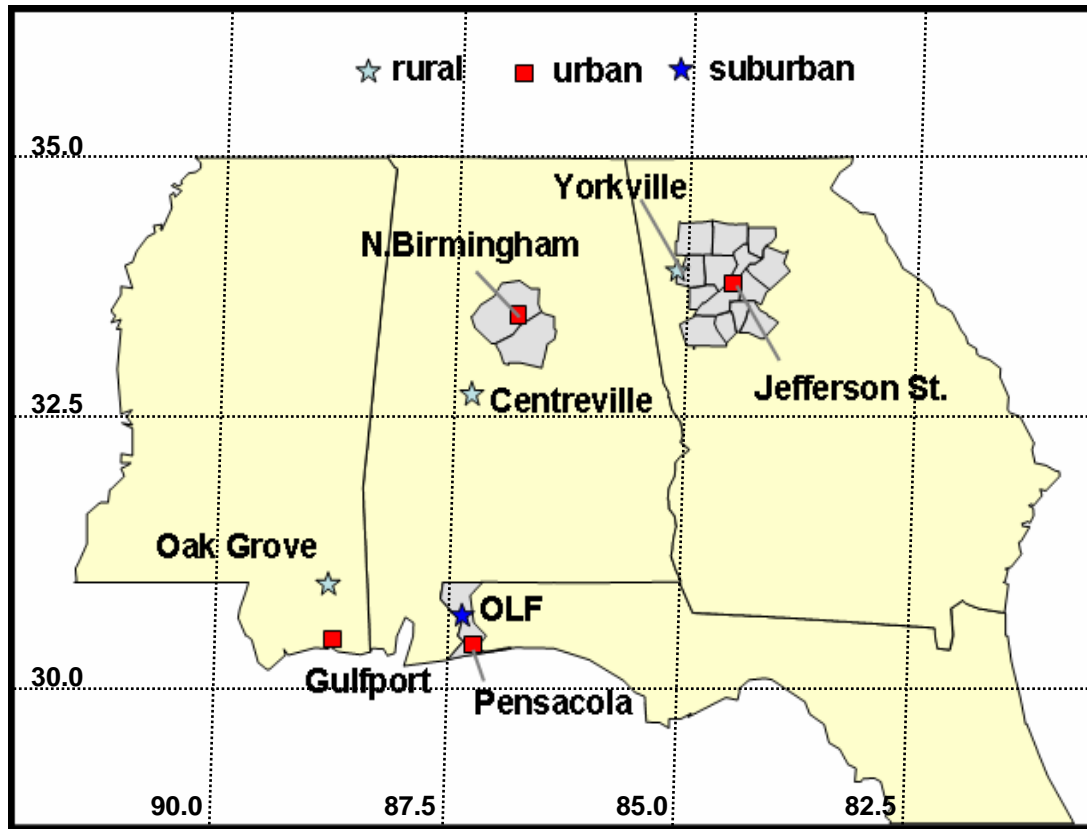 rural urban suburban
35.0
Yorkville
N.Birmingham
Jefferson St.
Centreville
32.5
Oak Grove
OLF
Gulfport
30.0
Pensacola
90.0 87.5 85.0 82.5